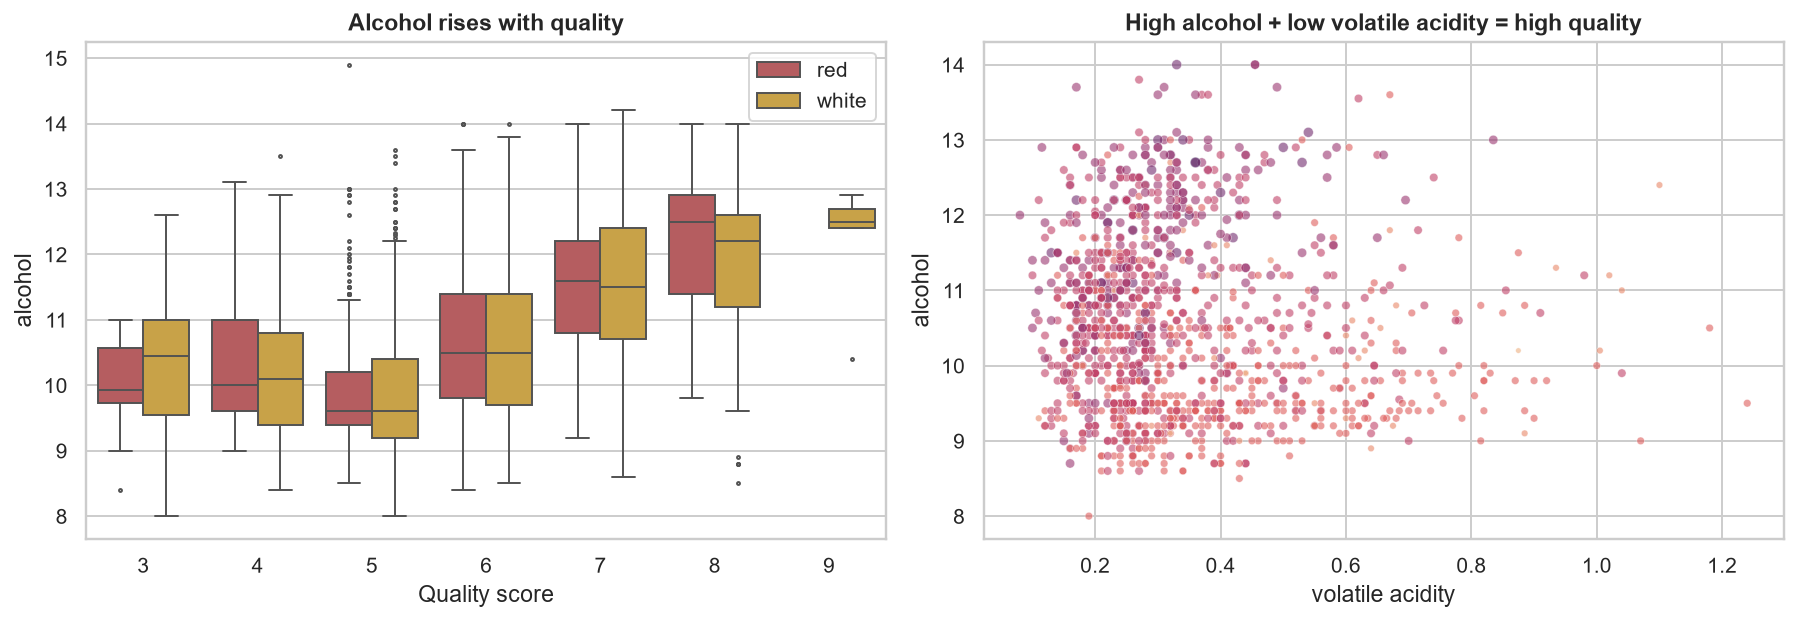 Alcohol rises with quality
15
14
13
12
11
10
9
8
alcohol
red
white
3 4 5 6 7 8 9
Quality score
High alcohol + low volatile acidity = high quality
14
13
12
11
10
9
8
alcohol
0.2 0.4 0.6 0.8 1.0 1.2
volatile acidity